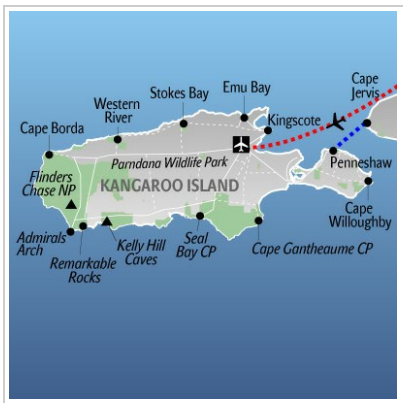 Stokes Bay
Emu Bay
Cape
Jervis
Western
River
Kingscote
Cape Borda
Parndana Wildlife Park
Penneshaw
Flinders
Chase NP
KANGAROO ISLAND
Cape
Willoughby
Admirals
Arch
Remarkable
Rocks
Kelly Hill
Caves
Seal
Bay CP
Cape Gantheaume CP